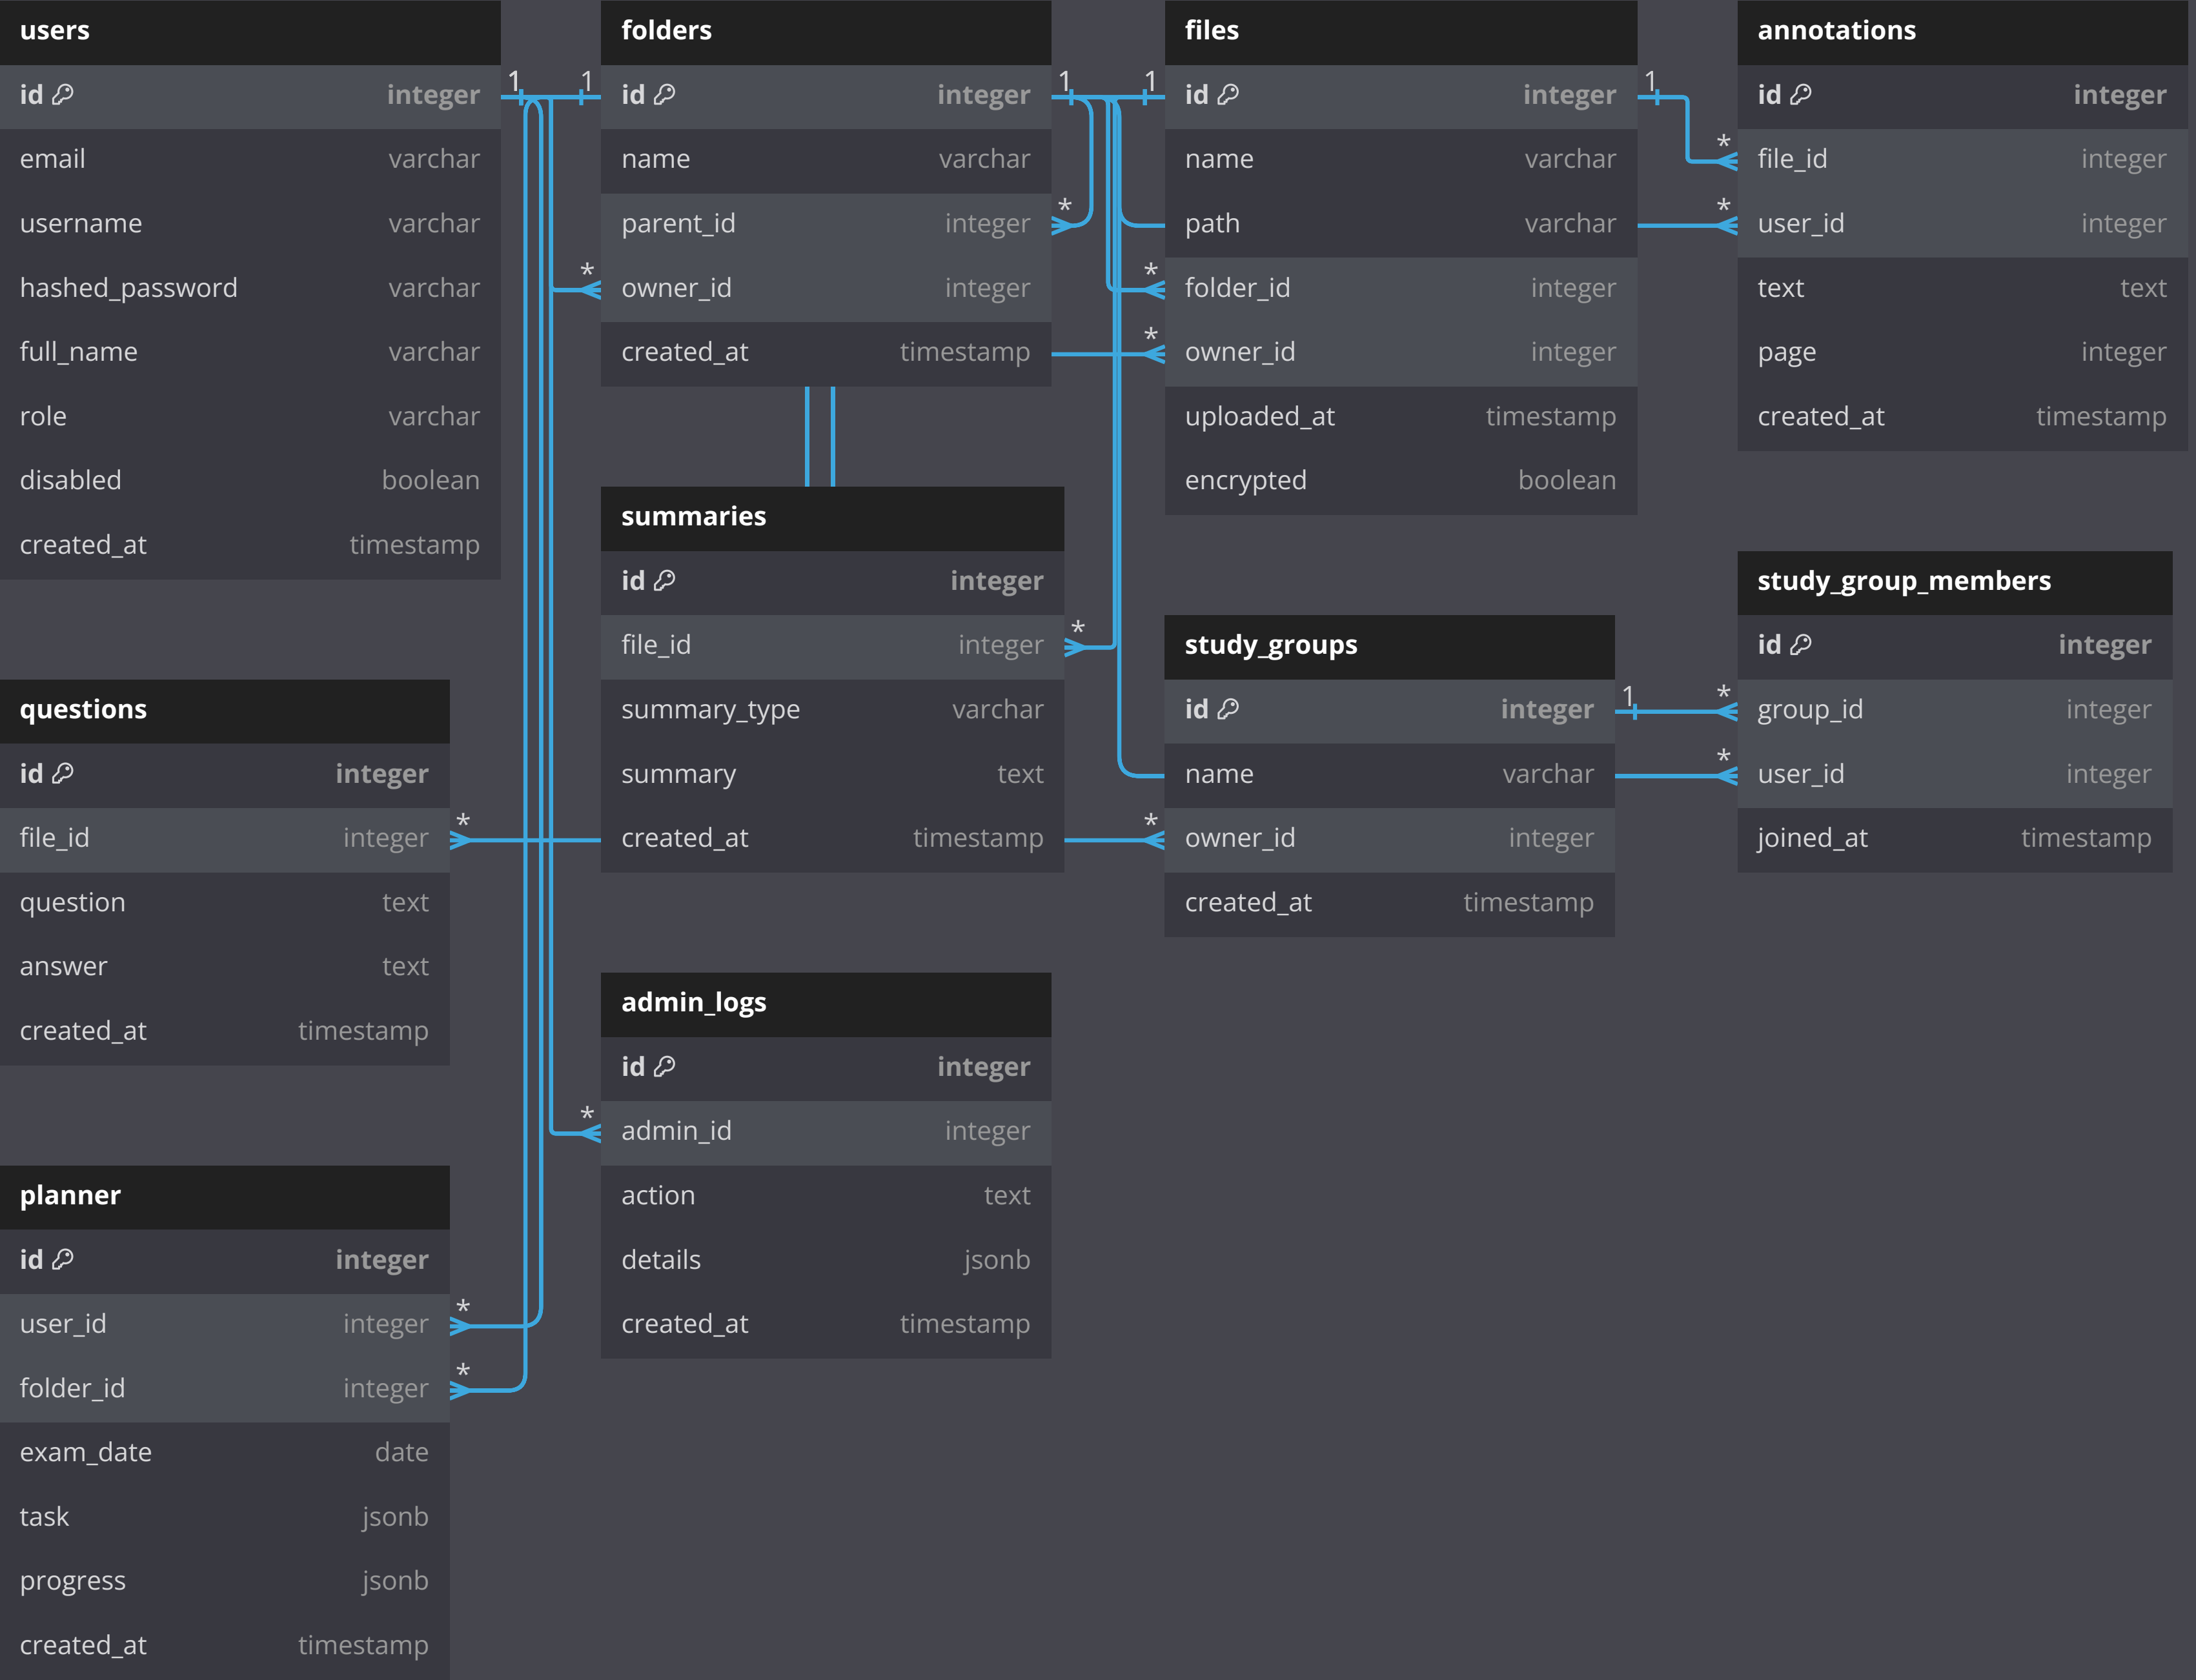 users
id integer
email varchar
username varchar
hashed_password varchar
full_name varchar
role varchar
disabled boolean
created_at timestamp
folders
id integer
name varchar
parent_id integer
owner_id integer
created_at timestamp
files
id integer
name varchar
path varchar
folder_id integer
owner_id integer
uploaded_at timestamp
encrypted boolean
annotations
id integer
file_id integer
user_id integer
text text
page integer
created_at timestamp
summaries
id integer
file_id integer
summary_type varchar
summary text
created_at timestamp
study_groups
id integer
name varchar
owner_id integer
created_at timestamp
study_group_members
id integer
group_id integer
user_id integer
joined_at timestamp
questions
id integer
file_id integer
question text
answer text
created_at timestamp
admin_logs
id integer
admin_id integer
action text
details jsonb
created_at timestamp
planner
id integer
user_id integer
folder_id integer
exam_date date
task jsonb
progress jsonb
created_at timestamp
1
1
1
1
1
1
*
*
*
*
*
*
*
*
*
*
*
*
*
*